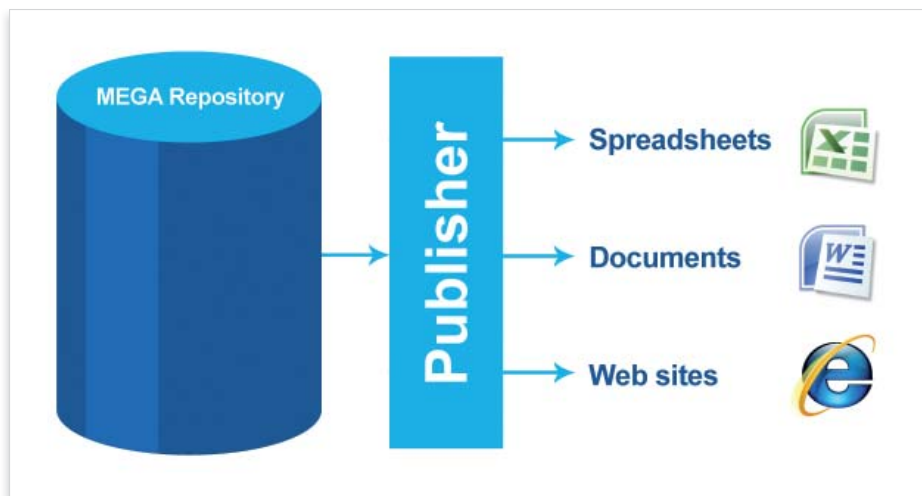 MEGA Repository
Publisher
Spreadsheets
Documents
Web sites